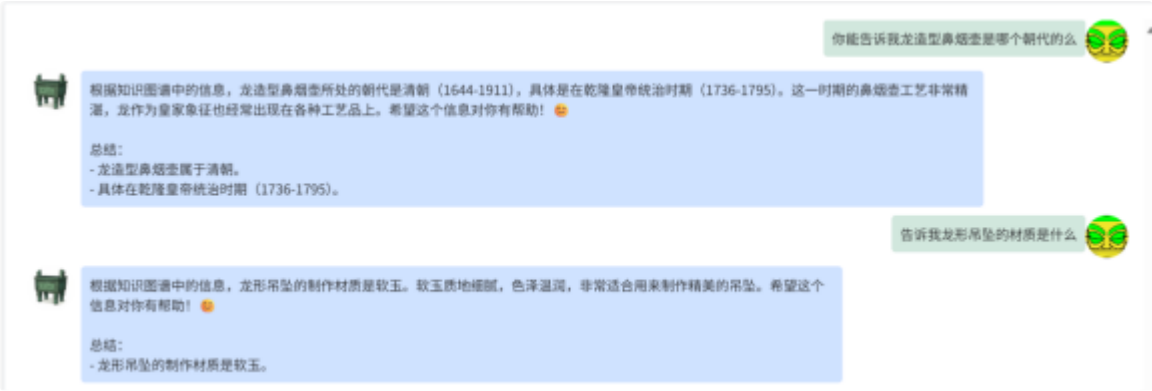 你能告诉我龙造型鼻烟壶是哪个朝代的么
根据知识图谱中的信息，龙造型鼻烟壶所处的朝代是清朝（1644-1911），具体是在乾隆皇帝统治时期（1736-1795）。这一时期的鼻烟壶工艺非常精
湛，龙作为皇家象征也经常出现在各种工艺品上。希望这个信息对你有帮助！😊
总结：
- 龙造型鼻烟壶属于清朝。
- 具体在乾隆皇帝统治时期（1736-1795）。
告诉我龙形吊坠的材质是什么
根据知识图谱中的信息，龙形吊坠的制作材质是软玉。软玉质地细腻，色泽温润，非常适合用来制作精美的吊坠。希望这个
信息对你有帮助！😊
总结：
- 龙形吊坠的制作材质是软玉。